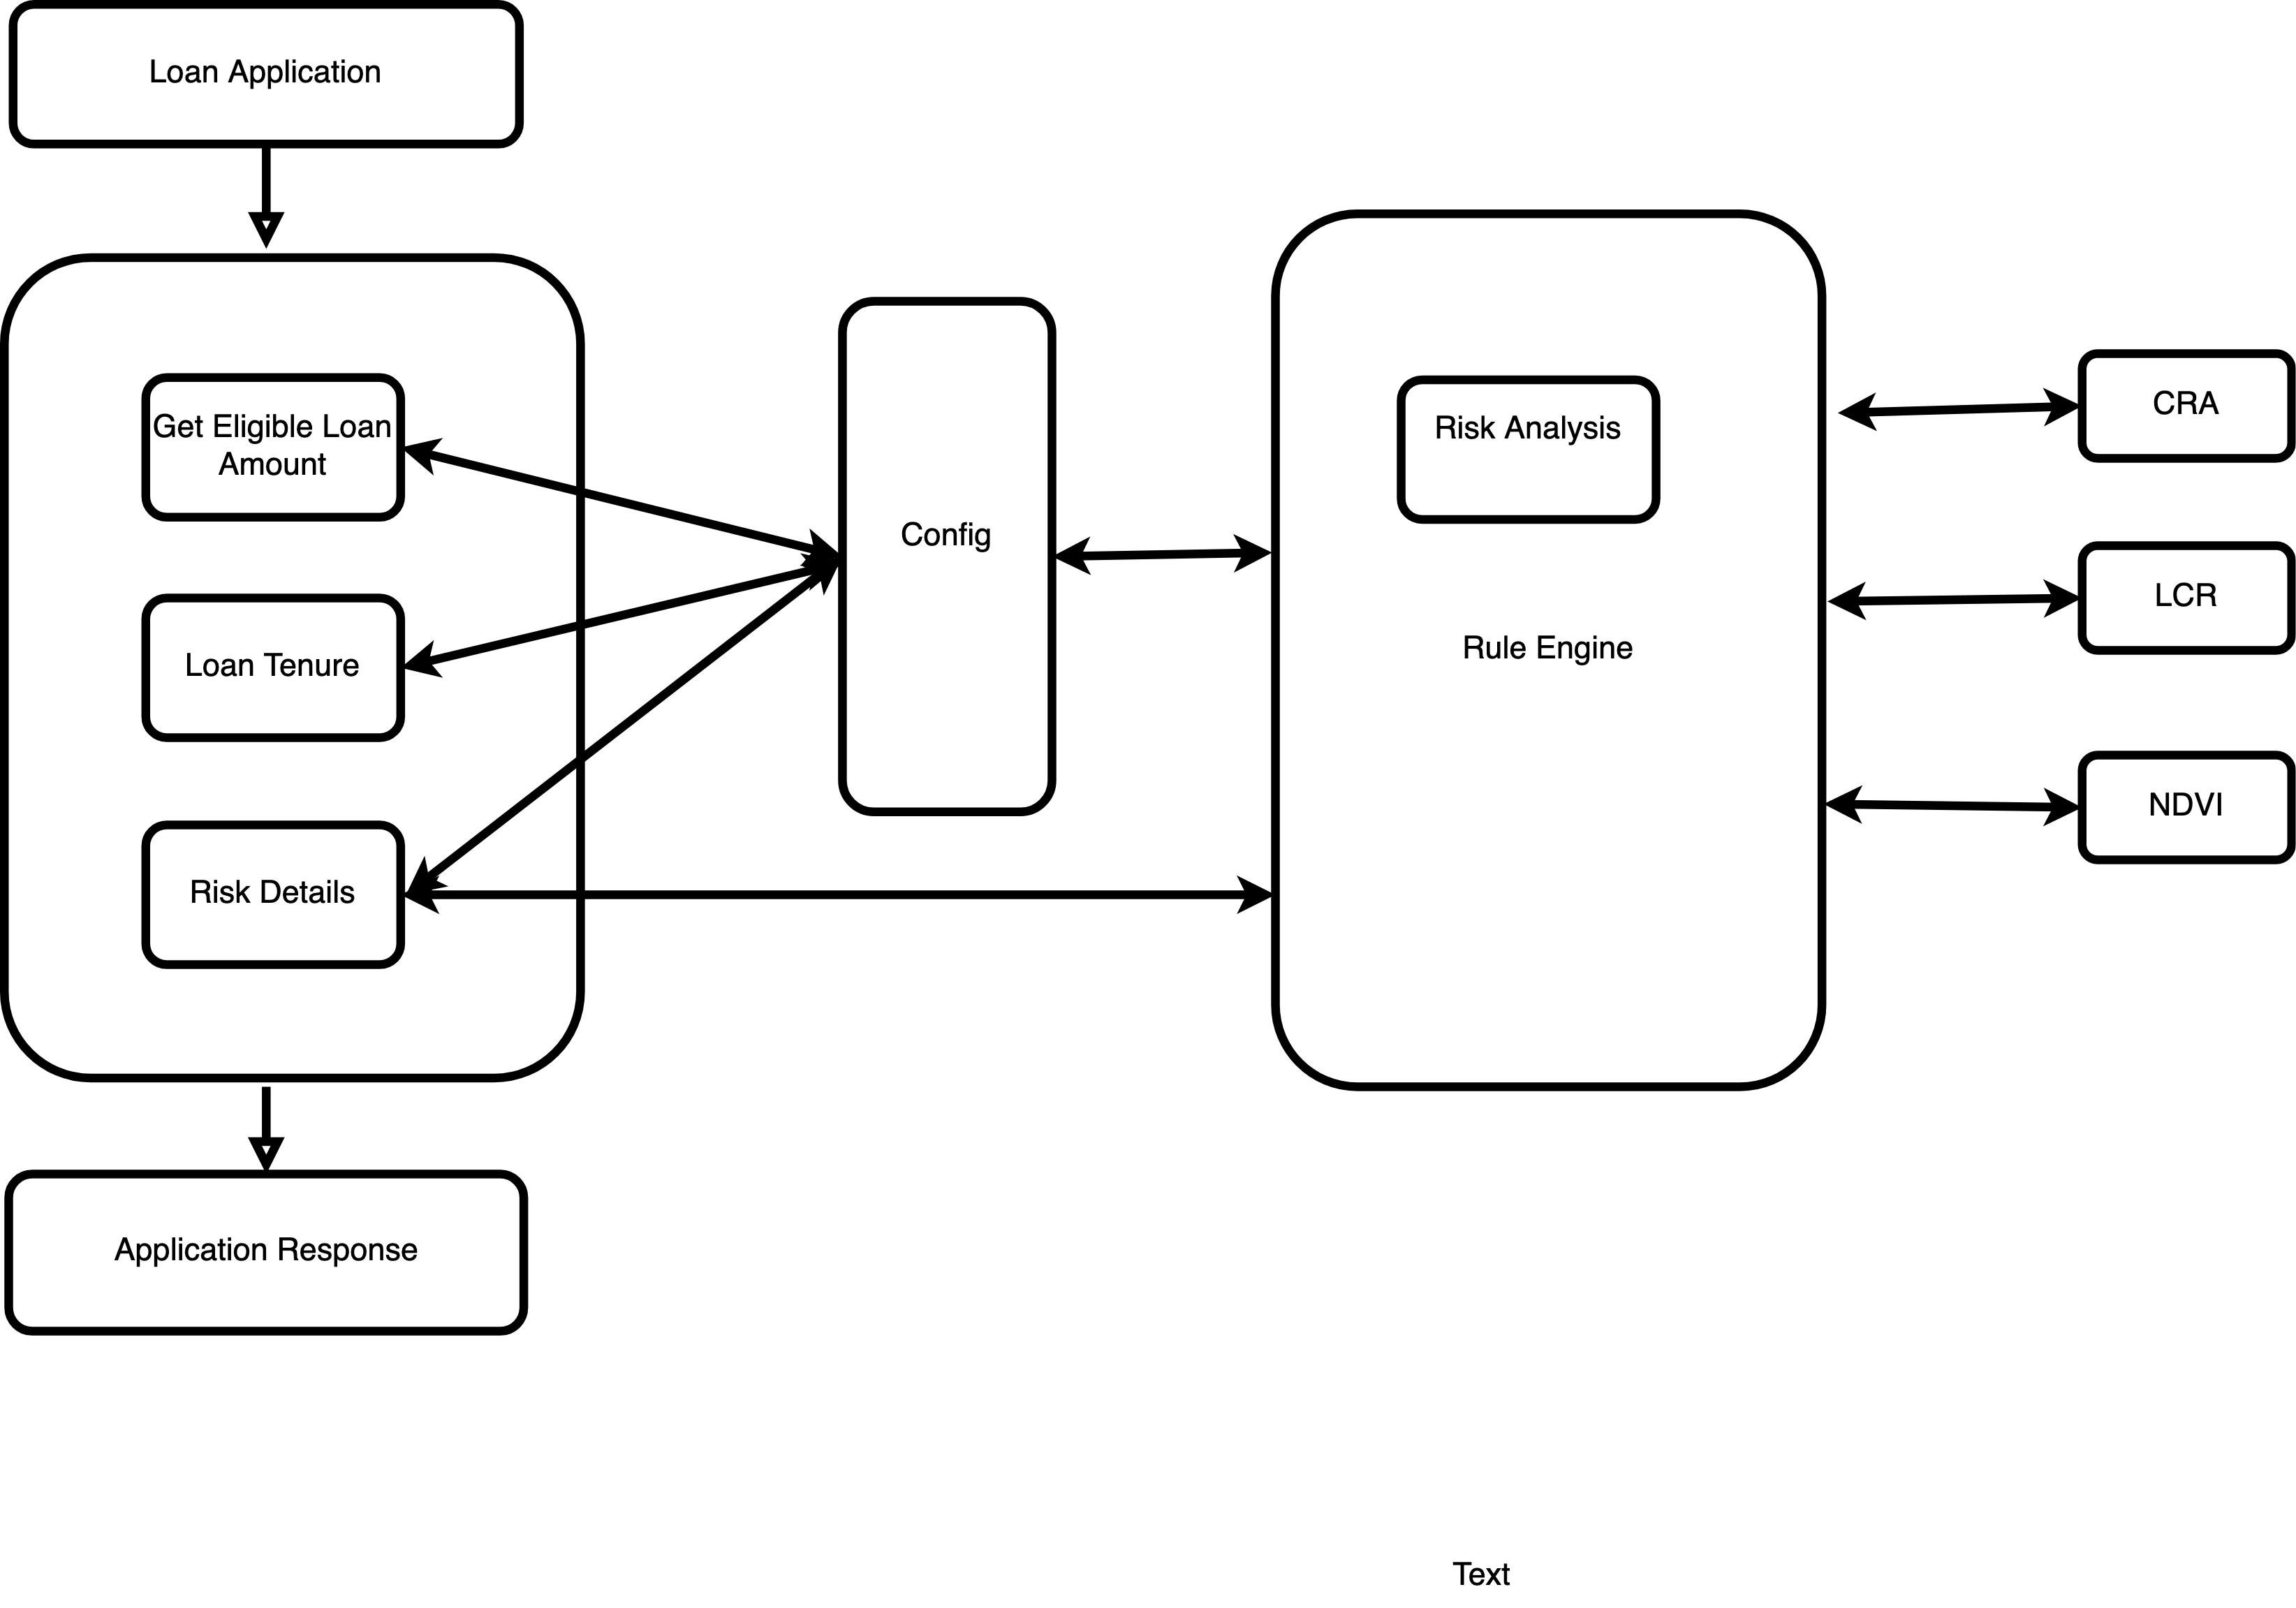 Loan Application
Get Eligible Loan
Amount
Loan Tenure
Risk Details
Application Response
Config
Risk Analysis
Rule Engine
CRA
LCR
NDVI
Text